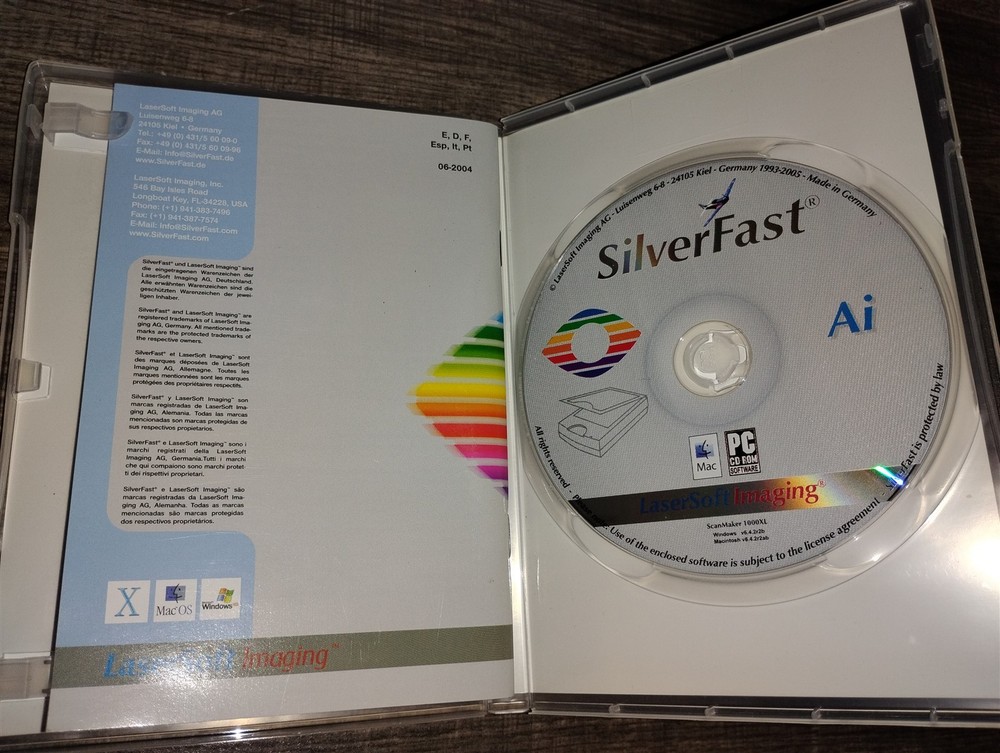 LaserSoft Imaging AG
Luisenweg 6-8
24105 Kiel • Germany
Tel.: +49 (0) 431/5 60 09-0
Fax: +49 (0) 431/5 60 09-96
E-Mail: Info@SilverFast.de
www.SilverFast.de
LaserSoft Imaging, Inc.
546 Bay Isles Road
Longboat Key, FL-34228, USA
Phone: (+1) 941-383-7496
Fax: (+1) 941-387-7574
E-Mail: Info@SilverFast.com
www.SilverFast.com
SilverFast® und LaserSoft Imaging™ sind
die eingetragenen Warenzeichen der
LaserSoft Imaging AG, Deutschland.
Alle erwähnten Warenzeichen sind die
geschützten Warenzeichen der jewei-
ligen Inhaber.
SilverFast® and LaserSoft Imaging™ are
registered trademarks of LaserSoft Ima-
ging AG, Germany. All mentioned trade-
marks are the protected trademarks of
the respective owners.
SilverFast® et LaserSoft Imaging™ sont
des marques déposées de LaserSoft
Imaging AG, Allemagne. Toutes les
marques mentionnées sont les marques
protégées des propriétaires respectifs.
SilverFast® y LaserSoft Imaging™ son
marcas registradas de LaserSoft Ima-
ging AG, Alemania. Todas las marcas
mencionadas son marcas protegidas de
sus respectivos propietarios.
SilverFast® e LaserSoft Imaging™ sono i
marchi registrati della LaserSoft Ima-
ging AG, Germania.Tutti i marchi
che qui compaiono sono marchi protet-
ti dei rispettivi proprietari.
SilverFast® e LaserSoft Imaging™ são
marcas registradas da LaserSoft Ima-
ging AG, Alemanha. Todas as marcas
mencionadas são marcas protegidas
dos respectivos proprietários.
X
Mac OS
Windows
LaserSoft Imaging™
E, D, F,
Esp, It, Pt
06-2004
© LaserSoft Imaging AG - Luisenweg 6-8 - 24105 Kiel - Germany 1993-2005 - Made in Germany
SilverFast®
Ai
Mac
PC
CD ROM
SOFTWARE
LaserSoft Imaging®
ScanMaker 1000XL
Windows v6.4.2r2b
Macintosh v6.4.2r2ab
All rights reserved - Use of the enclosed software is subject to the license agreement - is protected by law